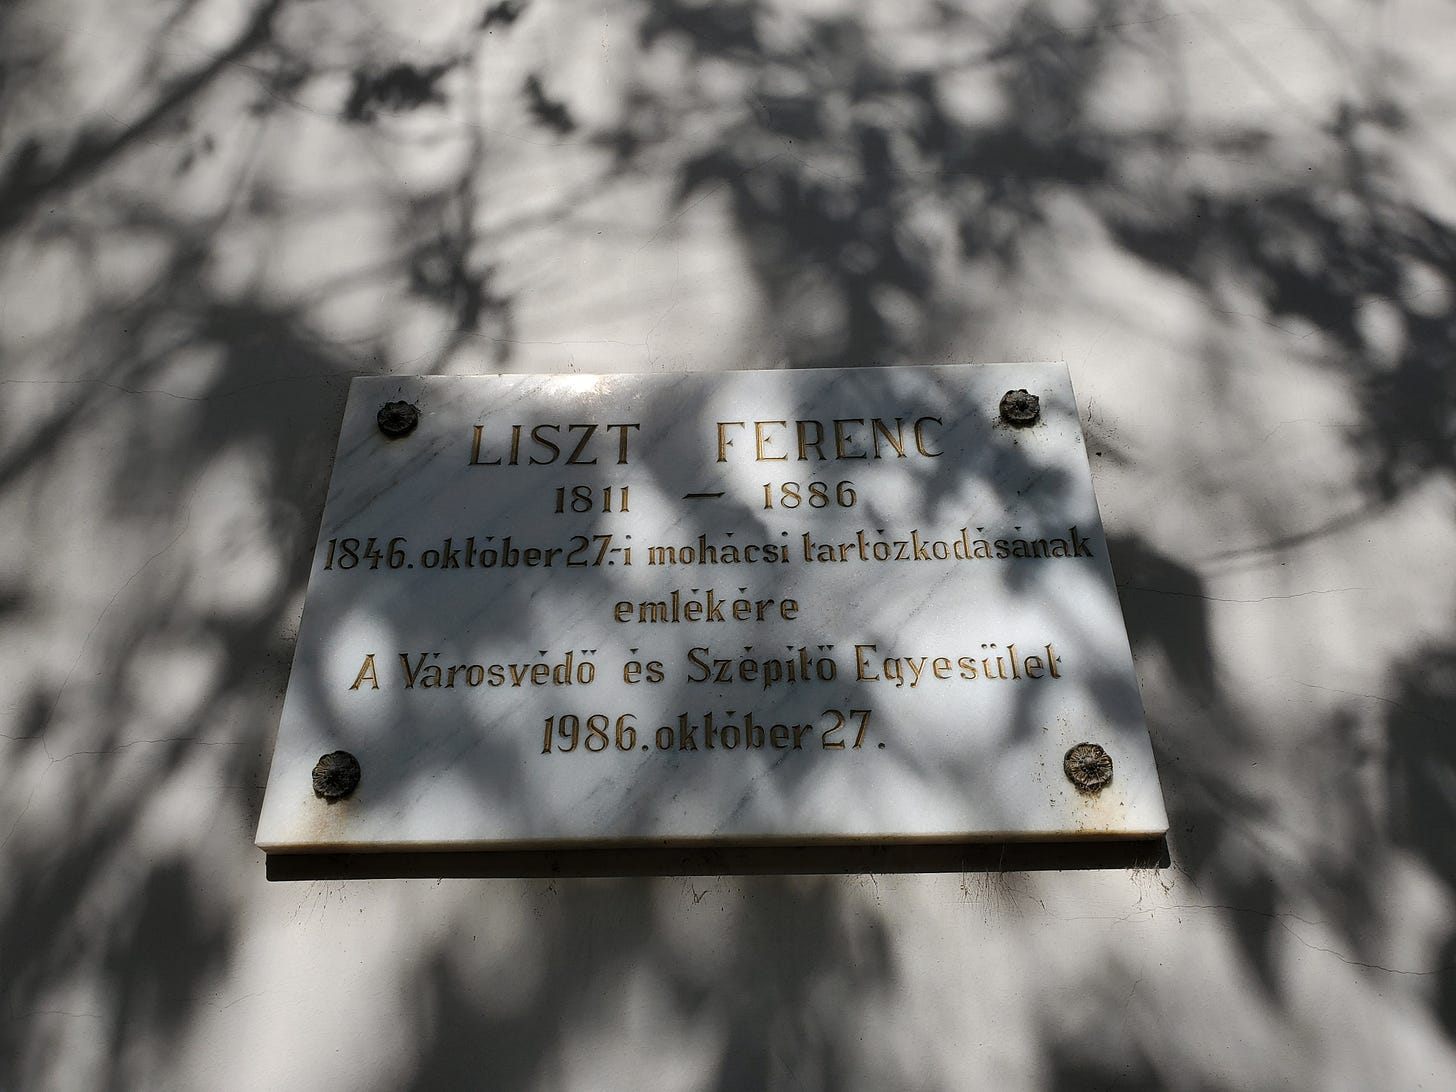 LISZT FERENC
1811 — 1886
1846. október 27.-i mohácsi tartózkodásának
emlékére
A Városvédő és Szépítő Egyesület
1986. október 27.